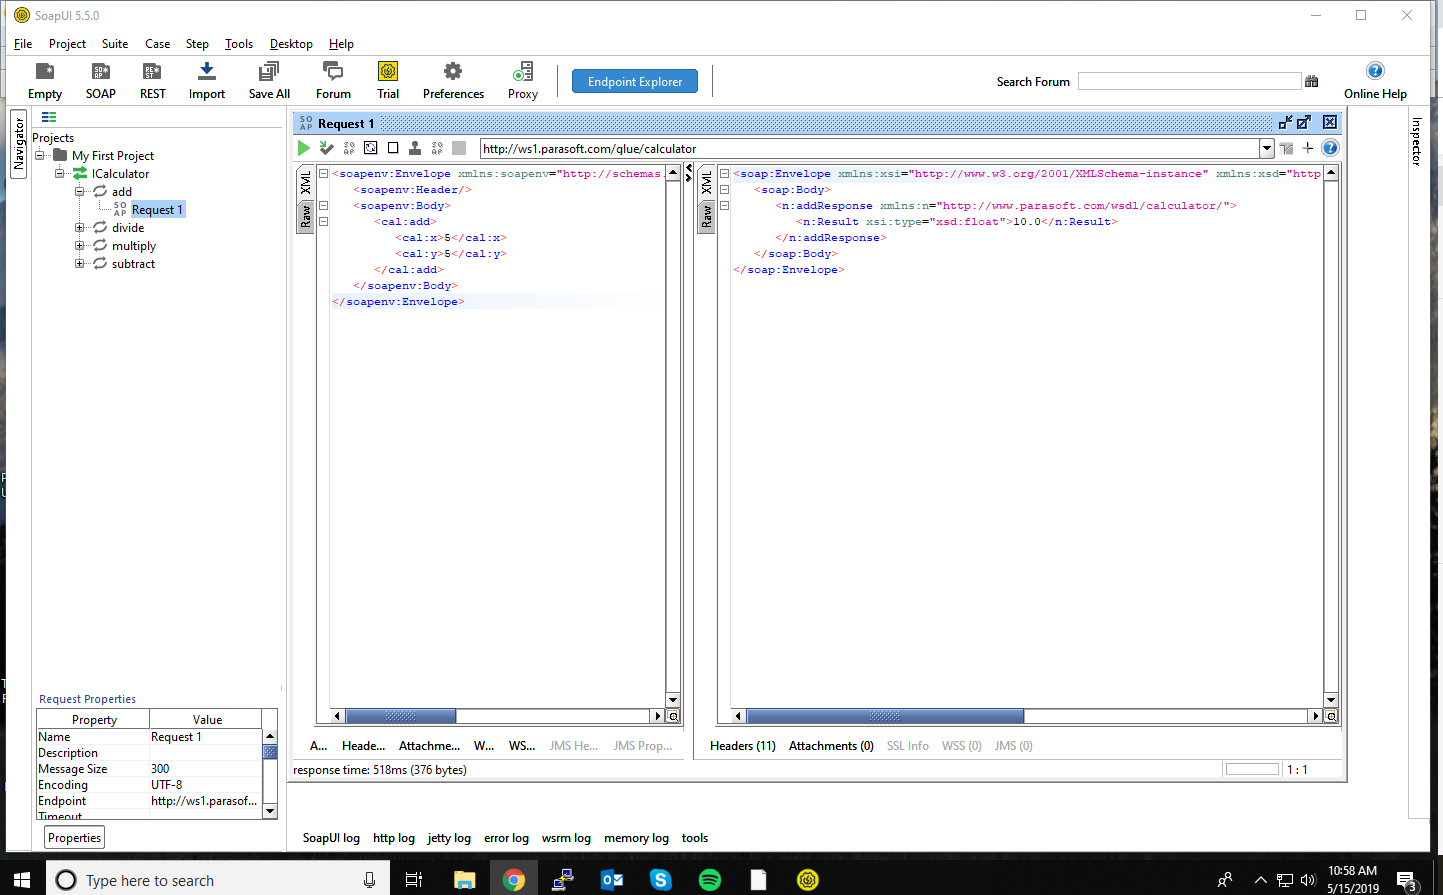 SoapUI 5.5.0
File Project Suite Case Step Tools Desktop Help
Empty SOAP REST Import Save All Forum Trial Preferences Proxy Endpoint Explorer Search Forum Online Help
Navigator
Projects
My First Project
ICalculator
add
Request 1
divide
multiply
subtract
Request Properties
Property Value
Name Request 1
Description
Message Size 300
Encoding UTF-8
Endpoint http://ws1.parasof...
Timeout
Properties
Request 1
http://ws1.parasoft.com/glue/calculator
XML
Raw
<soapenv:Envelope xmlns:soapenv="http://schemas.
<soapenv:Header/>
<soapenv:Body>
<cal:add>
<cal:x>5</cal:x>
<cal:y>5</cal:y>
</cal:add>
</soapenv:Body>
</soapenv:Envelope>
A... Heade... Attachme... W... WS... JMS He... JMS Prop...
XML
Raw
<soap:Envelope xmlns:xsi="http://www.w3.org/2001/XMLSchema-instance" xmlns:xsd="http
<soap:Body>
<n:addResponse xmlns:n="http://www.parasoft.com/wsdl/calculator/">
<n:Result xsi:type="xsd:float">10.0</n:Result>
</n:addResponse>
</soap:Body>
</soap:Envelope>
Headers (11) Attachments (0) SSL Info WSS (0) JMS (0)
response time: 518ms (376 bytes)
1 : 1
Inspector
SoapUI log http log jetty log error log wsrm log memory log tools
Type here to search
10:58 AM
5/15/2019
3